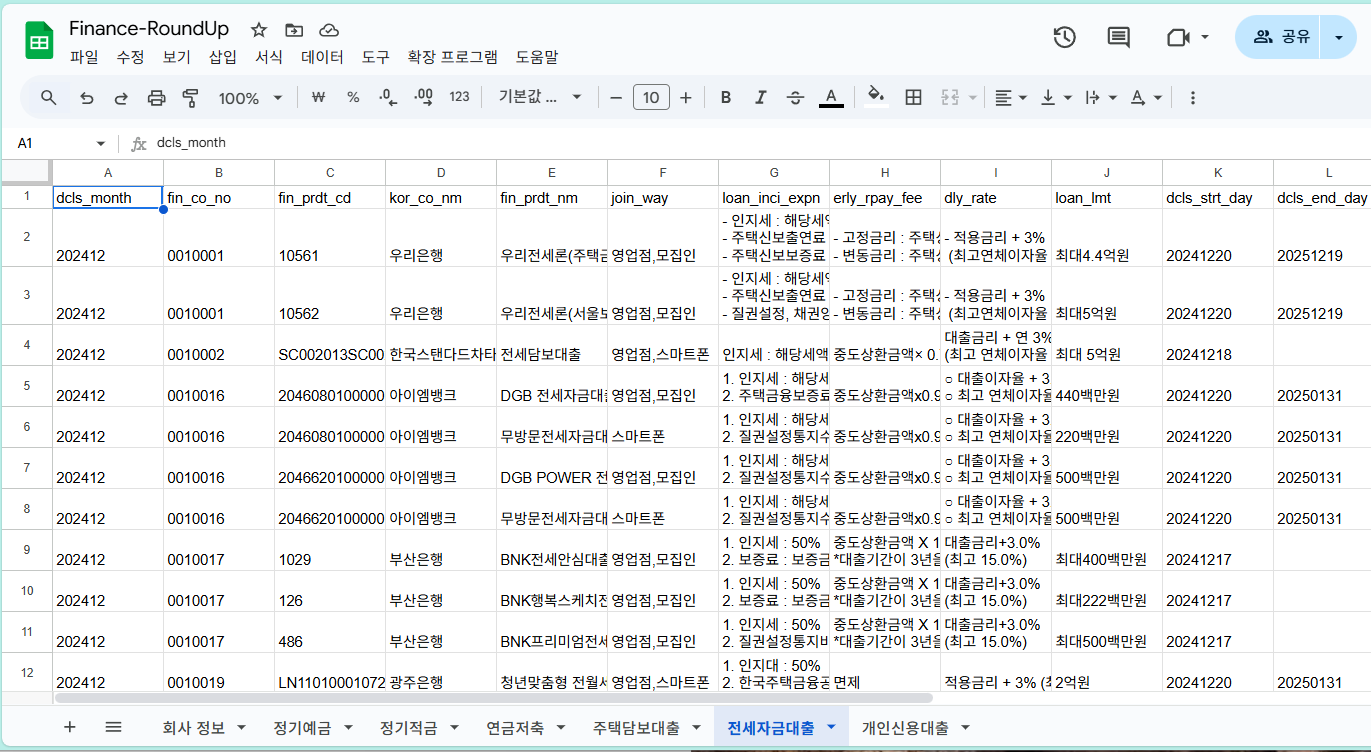 Finance-RoundUp
파일 수정 보기 삽입 서식 데이터 도구 확장 프로그램 도움말
공유
100% ₩ % .0 .00 123 기본값 ... 10 B I A
A1 fx dcls_month
A B C D E F G H I J K L
1 dcls_month fin_co_no fin_prdt_cd kor_co_nm fin_prdt_nm join_way loan_inci_expn erly_rpay_fee dly_rate loan_lmt dcls_strt_day dcls_end_day
- 인지세 : 해당세
- 주택신보출연료 - 고정금리 : 주택 - 적용금리 + 3%
2 202412 0010001 10561 우리은행 우리전세론(주택금 영업점,모집인 - 주택신보보증료 - 변동금리 : 주택 (최고연체이자율 최대4.4억원 20241220 20251219
- 인지세 : 해당세
- 주택신보출연료 - 고정금리 : 주택 - 적용금리 + 3%
3 202412 0010001 10562 우리은행 우리전세론(서울보 영업점,모집인 - 질권설정, 채권양 - 변동금리 : 주택 (최고연체이자율 최대5억원 20241220 20251219
대출금리 + 연 3%
4 202412 0010002 SC002013SC00 한국스탠다드차타 전세담보대출 영업점,스마트폰 인지세 : 해당세액 중도상환금액× 0. (최고 연체이자율 최대 5억원 20241218
1. 인지세 : 해당세 ○ 대출이자율 + 3
5 202412 0010016 2046080100000 아이엠뱅크 DGB 전세자금대 영업점,모집인 2. 주택금융보증료 중도상환금액x0.9 ○ 최고 연체이자율 440백만원 20241220 20250131
1. 인지세 : 해당세 ○ 대출이자율 + 3
6 202412 0010016 2046080100000 아이엠뱅크 무방문전세자금대 스마트폰 2. 질권설정통지수 중도상환금액x0.9 ○ 최고 연체이자율 220백만원 20241220 20250131
1. 인지세 : 해당세 ○ 대출이자율 + 3
7 202412 0010016 2046620100000 아이엠뱅크 DGB POWER 전 영업점,모집인 2. 질권설정통지수 중도상환금액x0.9 ○ 최고 연체이자율 500백만원 20241220 20250131
1. 인지세 : 해당세 ○ 대출이자율 + 3
8 202412 0010016 2046620100000 아이엠뱅크 무방문전세자금대 스마트폰 2. 질권설정통지수 중도상환금액x0.9 ○ 최고 연체이자율 500백만원 20241220 20250131
1. 인지세 : 50% 중도상환금액 X 1 대출금리+3.0%
9 202412 0010017 1029 부산은행 BNK전세안심대출 영업점,모집인 2. 보증료 : 보증금 *대출기간이 3년을 (최고 15.0%) 최대400백만원 20241217
1. 인지세 : 50% 중도상환금액 X 1 대출금리+3.0%
10 202412 0010017 126 부산은행 BNK행복스케치전 영업점,모집인 2. 보증료 : 보증금 *대출기간이 3년을 (최고 15.0%) 최대222백만원 20241217
1. 인지세 : 50% 중도상환금액 X 1 대출금리+3.0%
11 202412 0010017 486 부산은행 BNK프리미엄전세 영업점,모집인 2. 질권설정통지비 *대출기간이 3년을 (최고 15.0%) 최대500백만원 20241217
1. 인지대 : 50%
12 202412 0010019 LN11010001072 광주은행 청년맞춤형 전월세 영업점,스마트폰 2. 한국주택금융공 면제 적용금리 + 3% (최 2억원 20241220 20250131
회사 정보 정기예금 정기적금 연금저축 주택담보대출 전세자금대출 개인신용대출